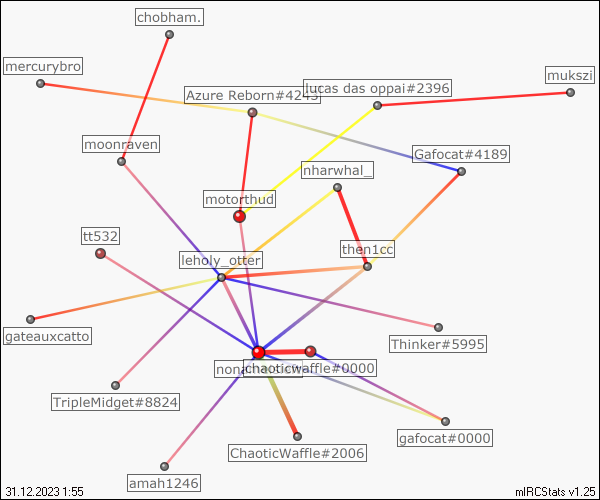 chobham.
mercurybro
mukszi
lucas das oppai#2396
Azure Reborn#4243
moonraven
Gafocat#4189
nharwhal_
motorthud
tt532
then1cc
leholy_otter
gateauxcatto
Thinker#5995
chaoticwaffle#0000
TripleMidget#8824
gafocat#0000
ChaoticWaffle#2006
amah1246
31.12.2023 1:55
mIRCStats v1.25